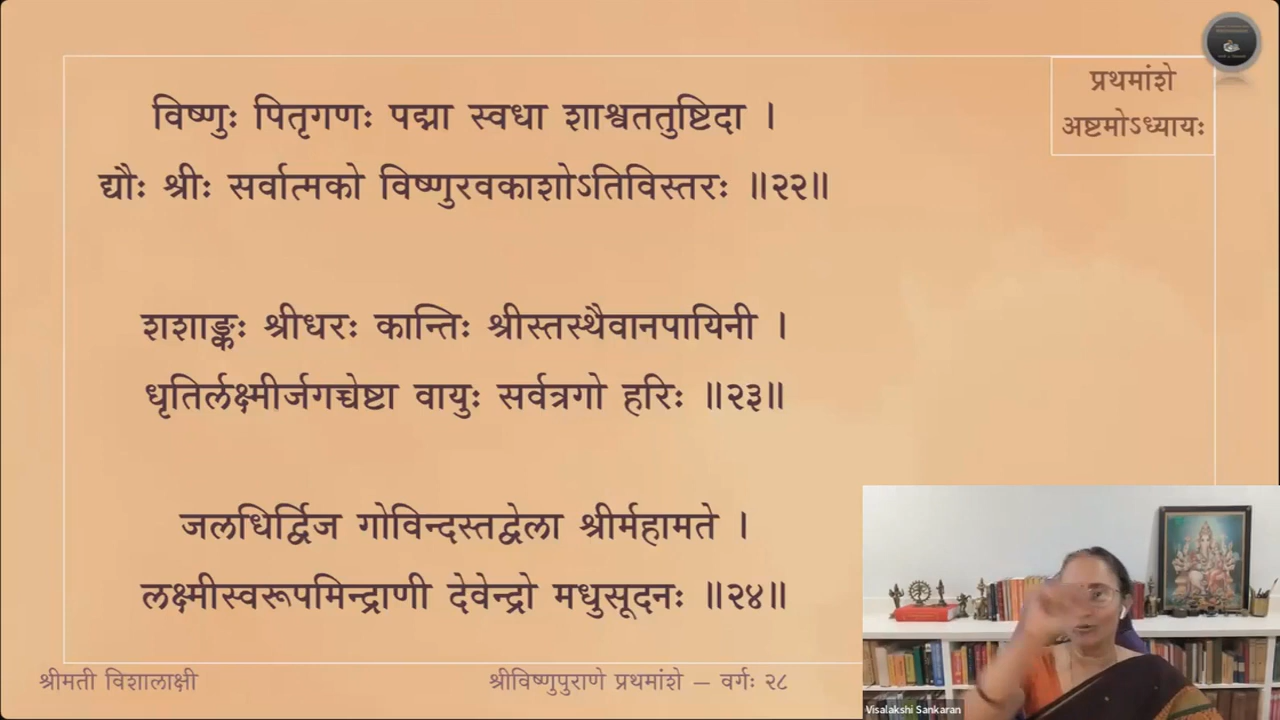 प्रथमांशे
अष्टमोऽध्यायः
विष्णुः पितृगणः पद्मा स्वधा शाश्वततुष्टिदा ।
द्यौः श्रीः सर्वात्मको विष्णुरवकाशोऽतिविस्तरः ॥२२॥
शशाङ्कः श्रीधरः कान्तिः श्रीस्तस्थैवानपायिनी ।
धृतिर्लक्ष्मीर्जगच्चेष्टा वायुः सर्वत्रगो हरिः ॥२३॥
जलधिर्द्विज गोविन्दस्तद्वेला श्रीर्महामते ।
लक्ष्मीस्वरूपमिन्द्राणी देवेन्द्रो मधुसूदनः ॥२४॥
श्रीमती विशालाक्षी
श्रीविष्णुपुराणे प्रथमांशे – वर्गः २८
Visalakshi Sankaran